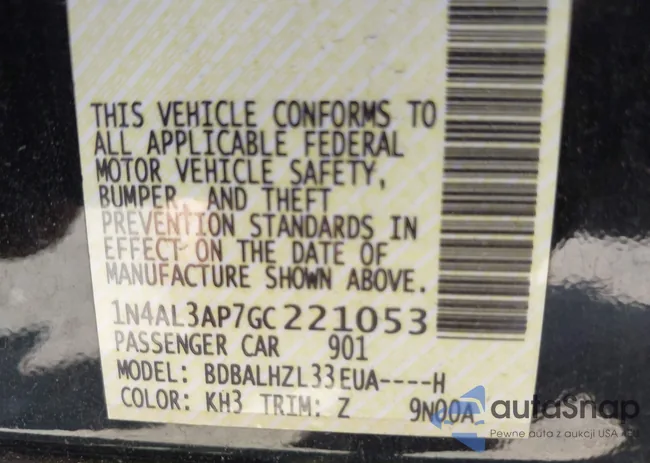 THIS VEHICLE CONFORMS TO
ALL APPLICABLE FEDERAL
MOTOR VEHICLE SAFETY,
BUMPER, AND THEFT
PREVENTION STANDARDS IN
EFFECT ON THE DATE OF
MANUFACTURE SHOWN ABOVE.
1N4AL3AP7GC221053
PASSENGER CAR 901
MODEL: BDBALHZL33EUA----H
COLOR: KH3 TRIM: Z 9N00A
autaSnap
Pewne auta z aukcji USA